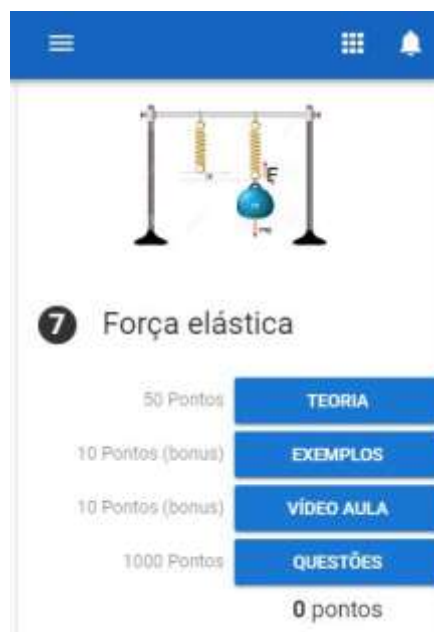 F
7 Força elástica
50 Pontos TEORIA
10 Pontos (bonus) EXEMPLOS
10 Pontos (bonus) VÍDEO AULA
1000 Pontos QUESTÕES
0 pontos